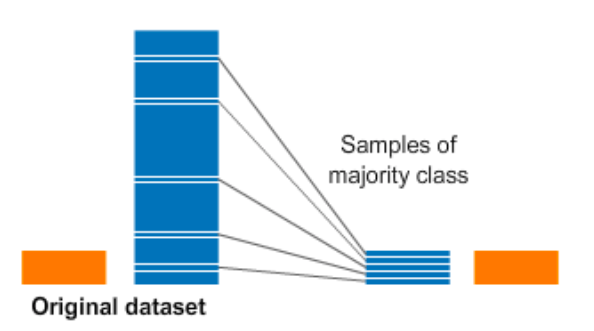 Samples of
majority class
Original dataset